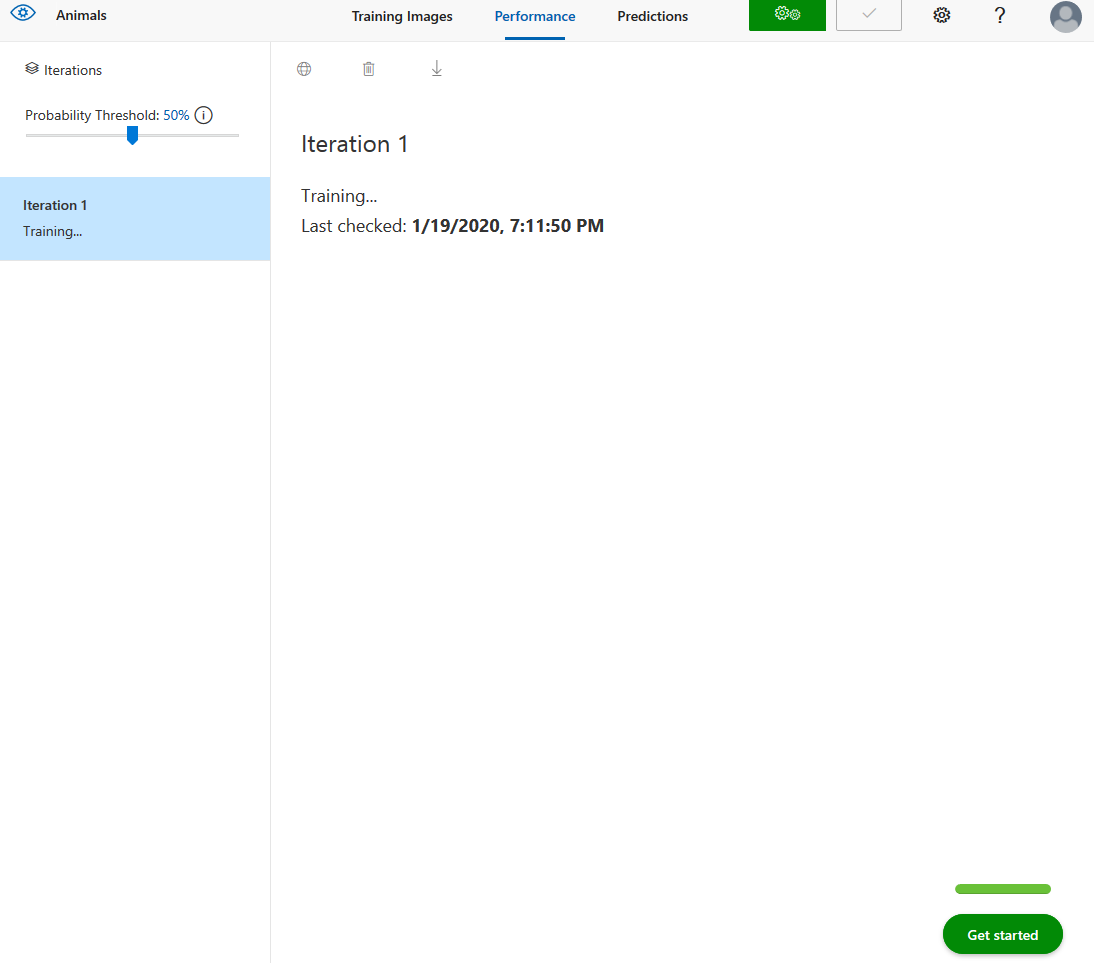 Animals
Training Images
Performance
Predictions
?
Iterations
Probability Threshold: 50% i
Iteration 1
Training...
Iteration 1
Training...
Last checked: 1/19/2020, 7:11:50 PM
Get started